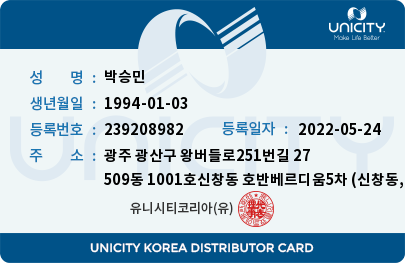 UNICITY
Make Life Better
성 명 : 박승민
생년월일 : 1994-01-03
등록번호 : 239208982 등록일자 : 2022-05-24
주 소 : 광주 광산구 왕버들로251번길 27
509동 1001호신창동 호반베르디움5차 (신창동,
UNICITY
유니시티코리아(유)
UNICITY KOREA DISTRIBUTOR CARD